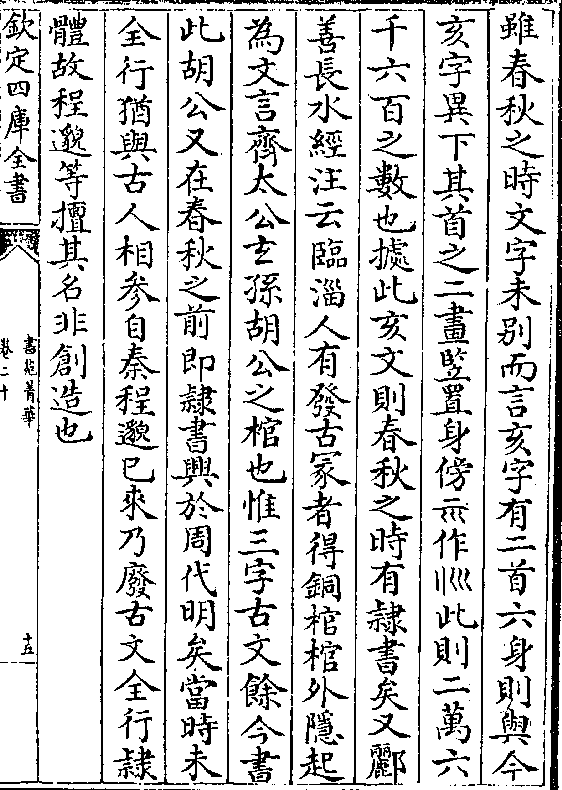 雖春秋之時文字未别而言亥字有二首六身則與今
亥字異下其首之二畫竪置身傍亦作巛此則二萬六
千六百之數也據此亥文則春秋之時有隷書矣又酈
善長水經注云臨淄人有發古冢者得銅棺棺外隱起
為文言齊太公玄孫胡公之棺也惟三字古文餘今書
此胡公又在春秋之前即隷書興於周代明矣當時未
全行猶與古人相參自秦程邈已來乃廢古文全行隷
體故程邈等擅其名非創造也
欽定四庫全書
書苑菁華
卷二十
十五